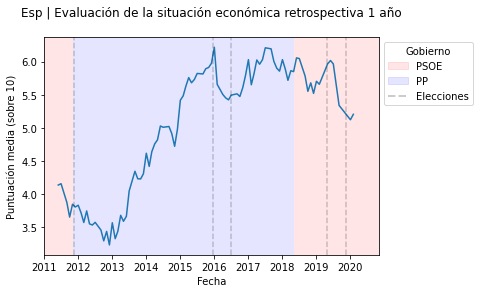 Esp | Evaluación de la situación económica retrospectiva 1 año
Gobierno
PSOE
PP
Elecciones
Puntuación media (sobre 10)
6.0
5.5
5.0
4.5
4.0
3.5
2011 2012 2013 2014 2015 2016 2017 2018 2019 2020
Fecha